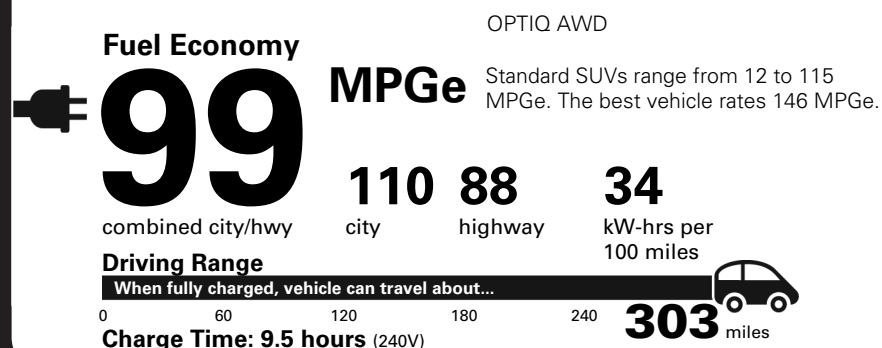 OPTIQ AWD
Fuel Economy
99
MPGe
Standard SUVs range from 12 to 115
MPGe. The best vehicle rates 146 MPGe.
110 88 34
combined city/hwy city highway kW-hrs per
100 miles
Driving Range
When fully charged, vehicle can travel about...
0 60 120 180 240 303 miles
Charge Time: 9.5 hours (240V)